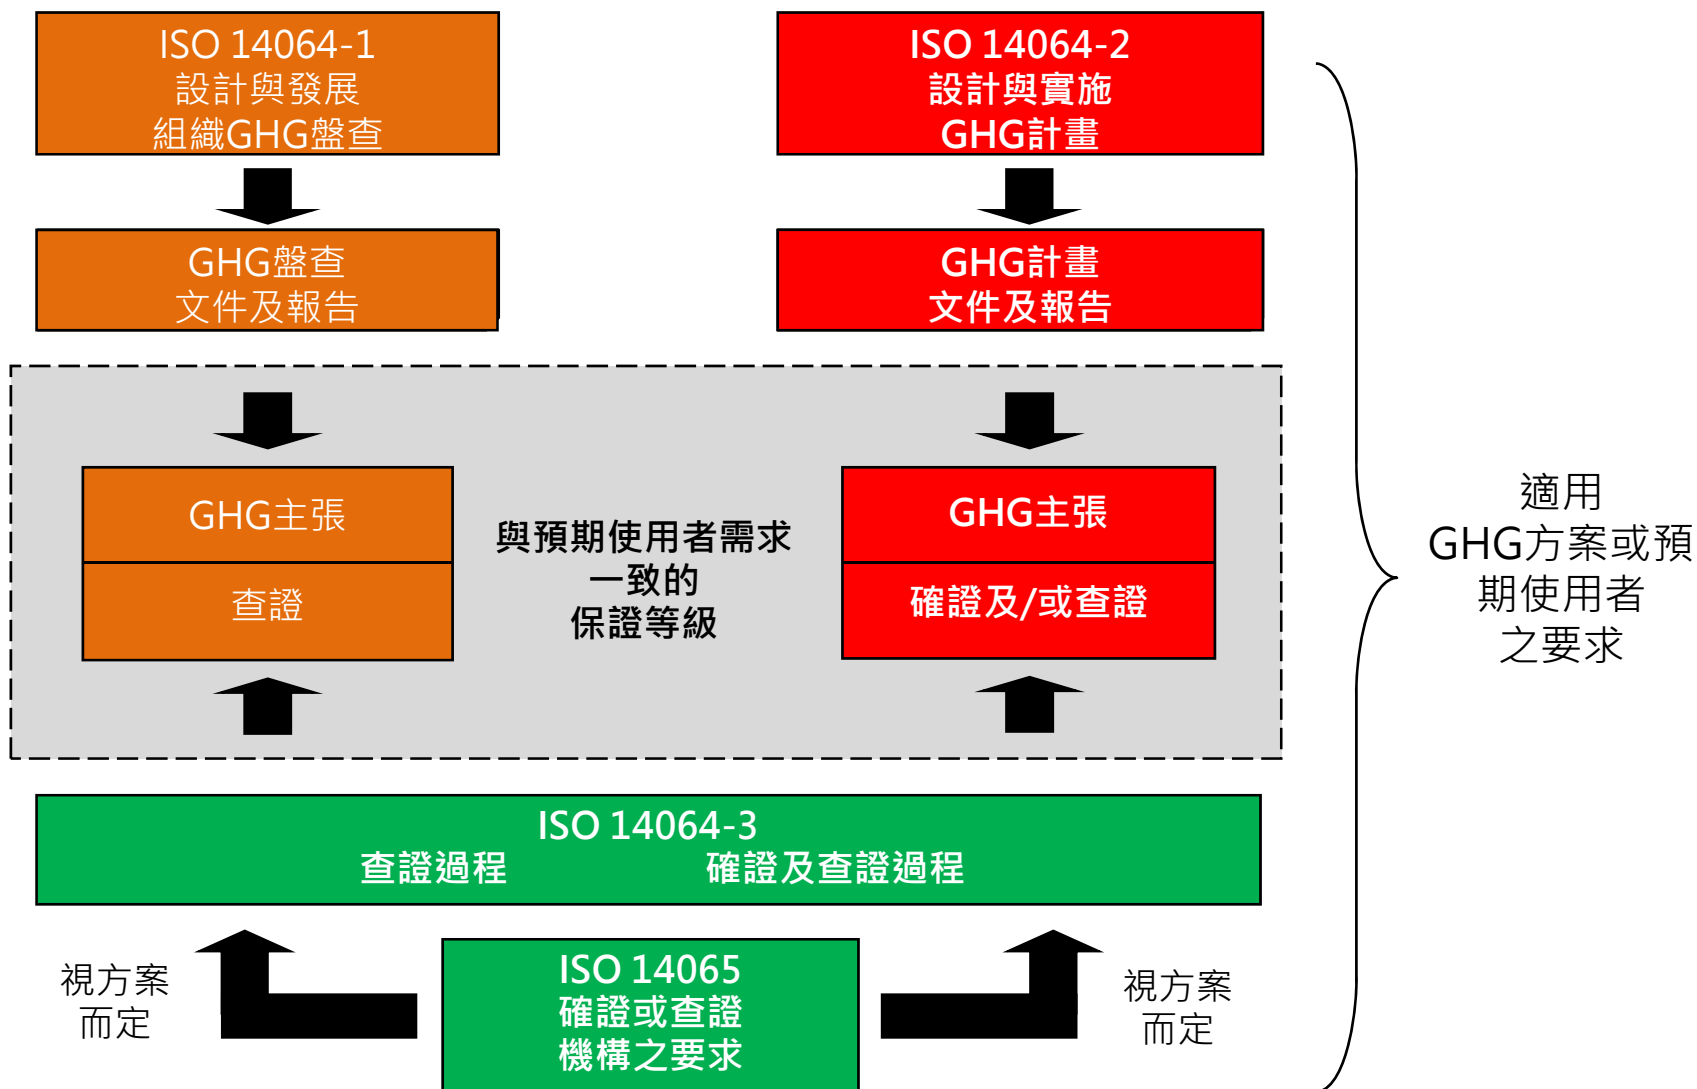 ISO 14064-1
設計與發展
組織GHG盤查
ISO 14064-2
設計與實施
GHG計畫
GHG盤查
文件及報告
GHG計畫
文件及報告
GHG主張
查證
與預期使用者需求
一致的
保證等級
GHG主張
確證及/或查證
適用
GHG方案或預
期使用者
之要求
ISO 14064-3
查證過程 確證及查證過程
視方案
而定
ISO 14065
確證或查證
機構之要求
視方案
而定